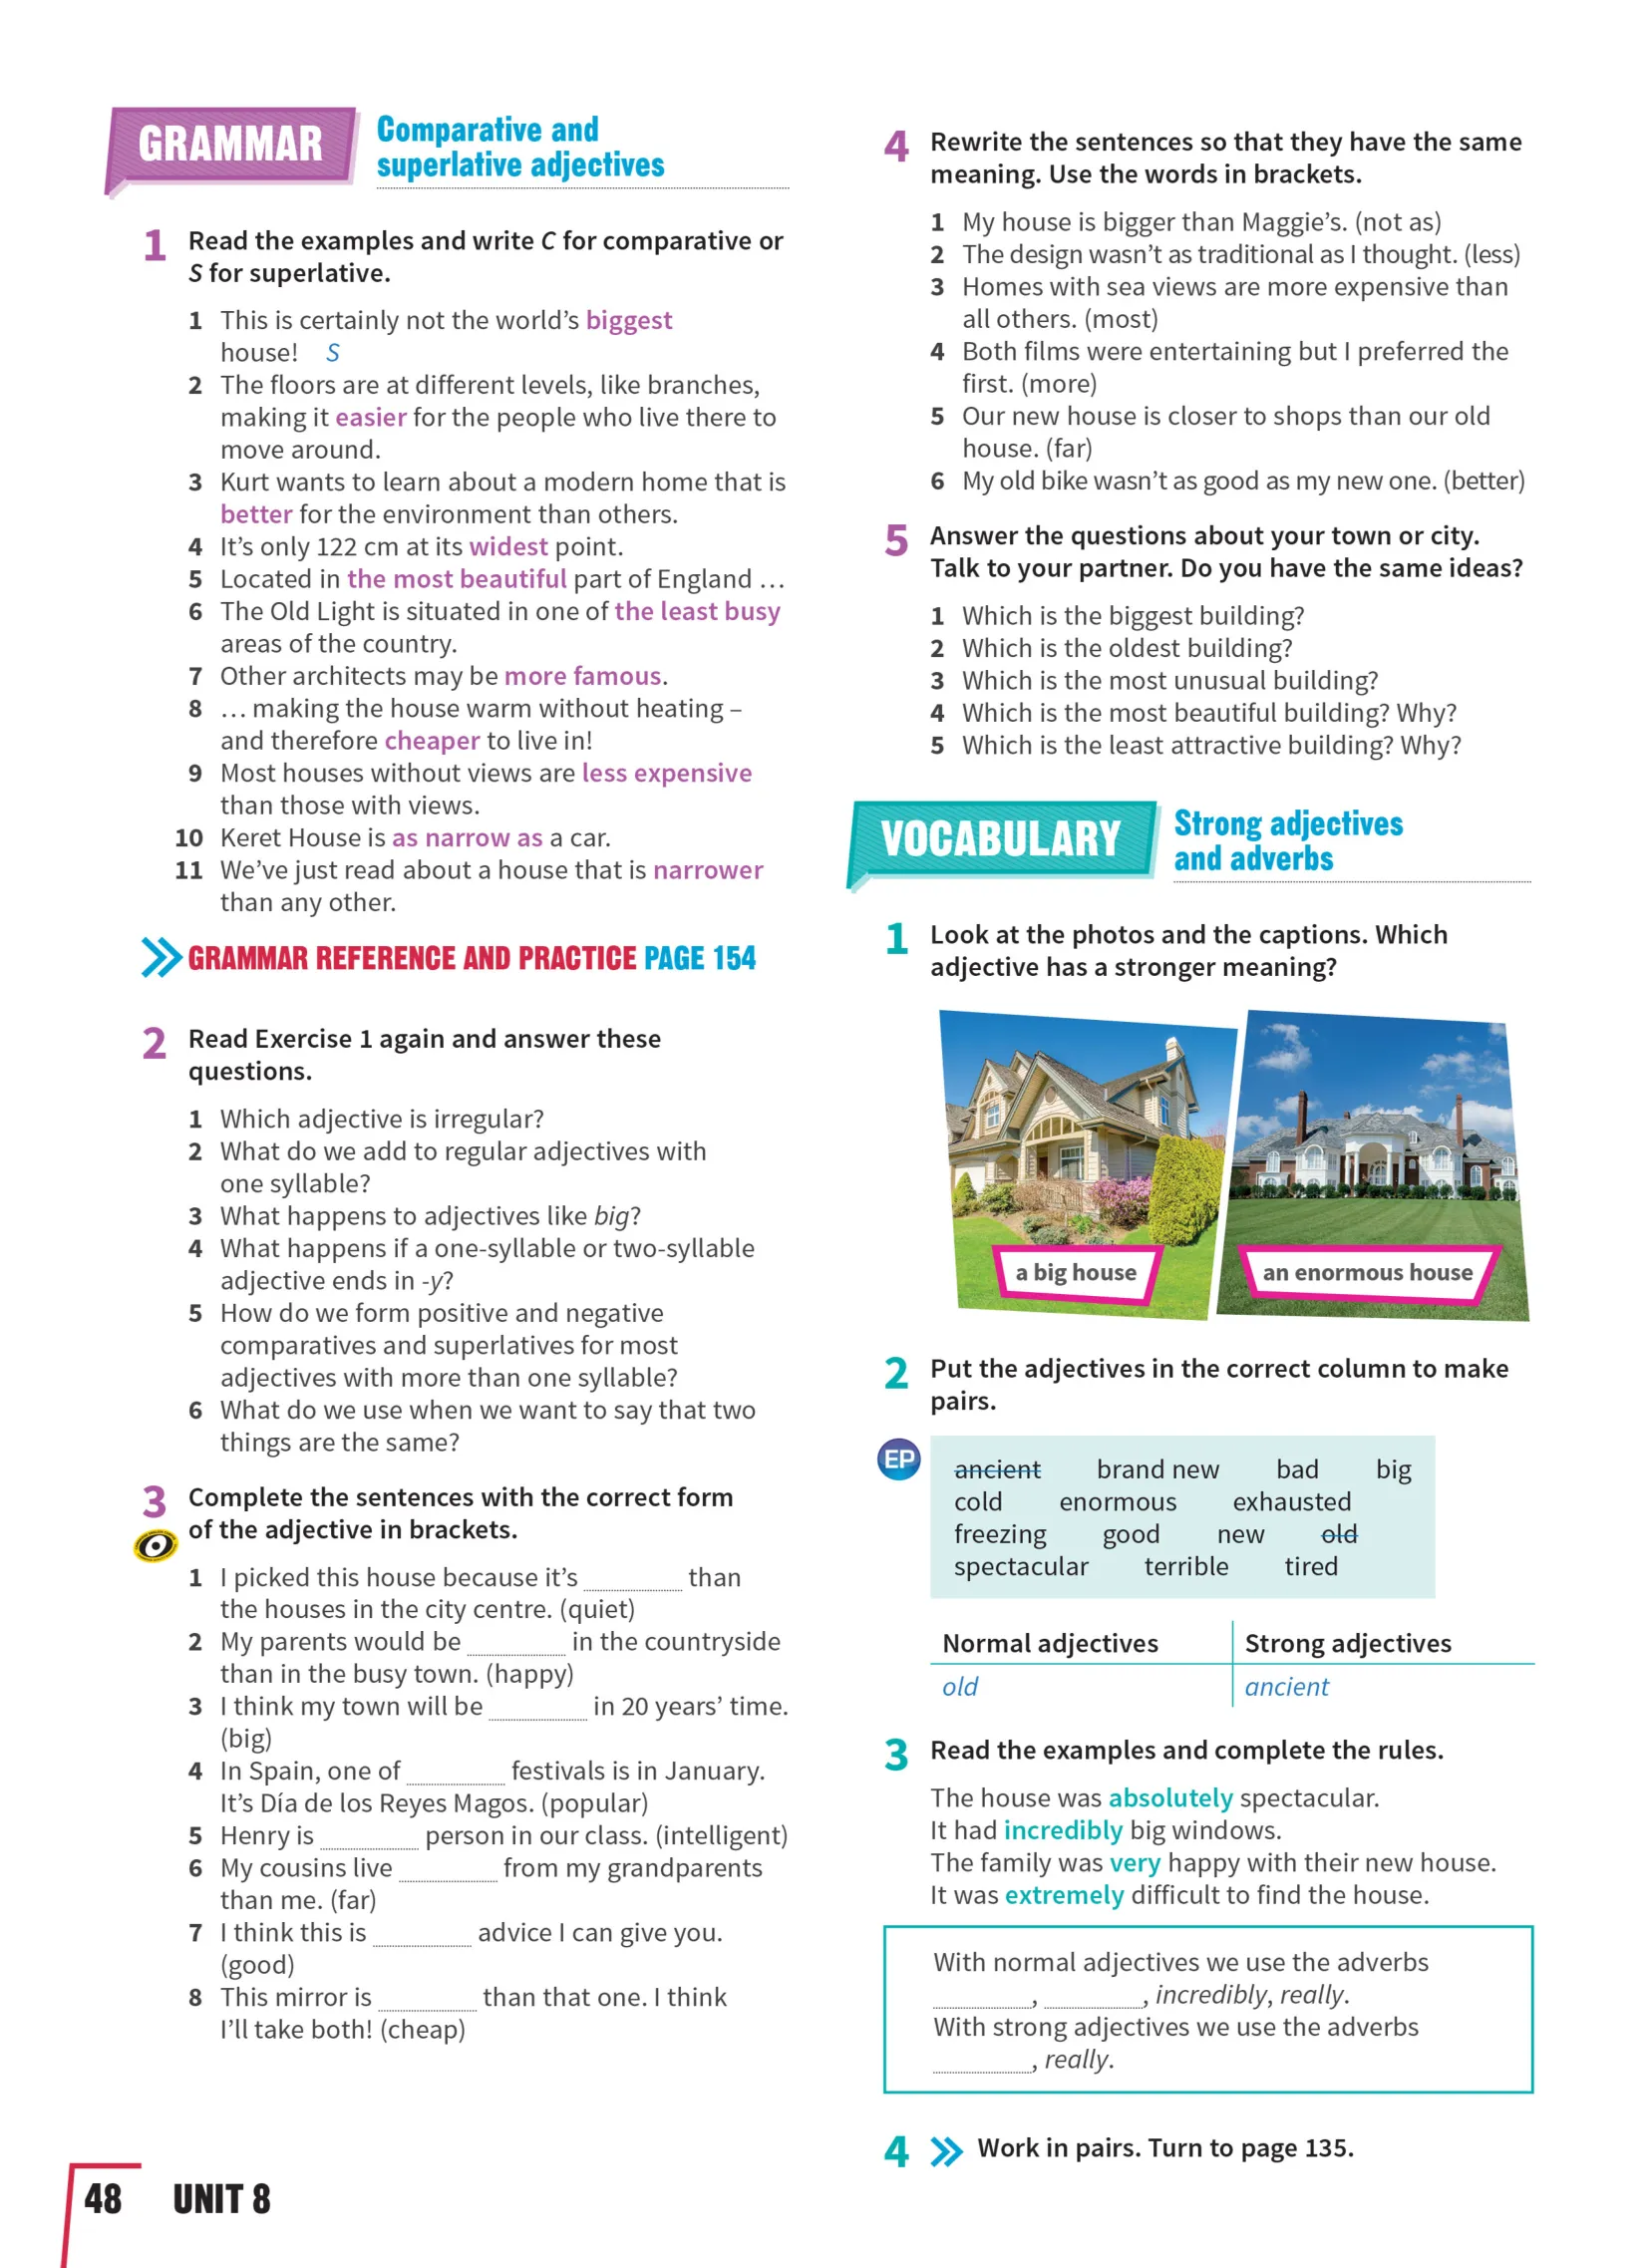 GRAMMAR
Comparative and
superlative adjectives
1 Read the examples and write C for comparative or
S for superlative.
1 This is certainly not the world's biggest
house! S
2 The floors are at different levels, like branches,
making it easier for the people who live there to
move around.
3 Kurt wants to learn about a modern home that is
better for the environment than others.
4 It's only 122 cm at its widest point.
5 Located in the most beautiful part of England …
6 The Old Light is situated in one of the least busy
areas of the country.
7 Other architects may be more famous.
8 … making the house warm without heating –
and therefore cheaper to live in!
9 Most houses without views are less expensive
than those with views.
10 Keret House is as narrow as a car.
11 We've just read about a house that is narrower
than any other.
GRAMMAR REFERENCE AND PRACTICE PAGE 154
2 Read Exercise 1 again and answer these
questions.
1 Which adjective is irregular?
2 What do we add to regular adjectives with
one syllable?
3 What happens to adjectives like big?
4 What happens if a one-syllable or two-syllable
adjective ends in -y?
5 How do we form positive and negative
comparatives and superlatives for most
adjectives with more than one syllable?
6 What do we use when we want to say that two
things are the same?
3 Complete the sentences with the correct form
of the adjective in brackets.
1 I picked this house because it's ______ than
the houses in the city centre. (quiet)
2 My parents would be ______ in the countryside
than in the busy town. (happy)
3 I think my town will be ______ in 20 years' time.
(big)
4 In Spain, one of ______ festivals is in January.
It's Día de los Reyes Magos. (popular)
5 Henry is ______ person in our class. (intelligent)
6 My cousins live ______ from my grandparents
than me. (far)
7 I think this is ______ advice I can give you.
(good)
8 This mirror is ______ than that one. I think
I'll take both! (cheap)
4 Rewrite the sentences so that they have the same
meaning. Use the words in brackets.
1 My house is bigger than Maggie's. (not as)
2 The design wasn't as traditional as I thought. (less)
3 Homes with sea views are more expensive than
all others. (most)
4 Both films were entertaining but I preferred the
first. (more)
5 Our new house is closer to shops than our old
house. (far)
6 My old bike wasn't as good as my new one. (better)
5 Answer the questions about your town or city.
Talk to your partner. Do you have the same ideas?
1 Which is the biggest building?
2 Which is the oldest building?
3 Which is the most unusual building?
4 Which is the most beautiful building? Why?
5 Which is the least attractive building? Why?
VOCABULARY
Strong adjectives
and adverbs
1 Look at the photos and the captions. Which
adjective has a stronger meaning?
a big house
an enormous house
2 Put the adjectives in the correct column to make
pairs.
EP
ancient brand new bad big
cold enormous exhausted
freezing good new old
spectacular terrible tired
Normal adjectives Strong adjectives
old ancient
3 Read the examples and complete the rules.
The house was absolutely spectacular.
It had incredibly big windows.
The family was very happy with their new house.
It was extremely difficult to find the house.
With normal adjectives we use the adverbs
______, ______, incredibly, really.
With strong adjectives we use the adverbs
______, really.
4 Work in pairs. Turn to page 135.
48 UNIT 8